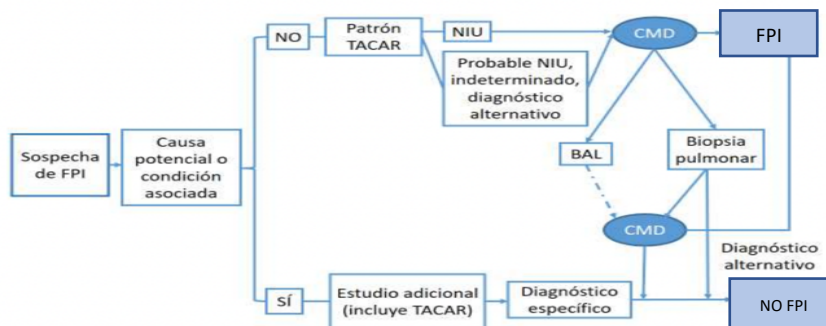 NO
Patrón
TACAR
NIU
CMD
FPI
Probable NIU,
indeterminado,
diagnóstico
alternativo
Sospecha
de FPI
Causa
potencial o
condición
asociada
BAL
Biopsia
pulmonar
CMD
Diagnóstico
alternativo
SÍ
Estudio adicional
(incluye TACAR)
Diagnóstico
específico
NO FPI